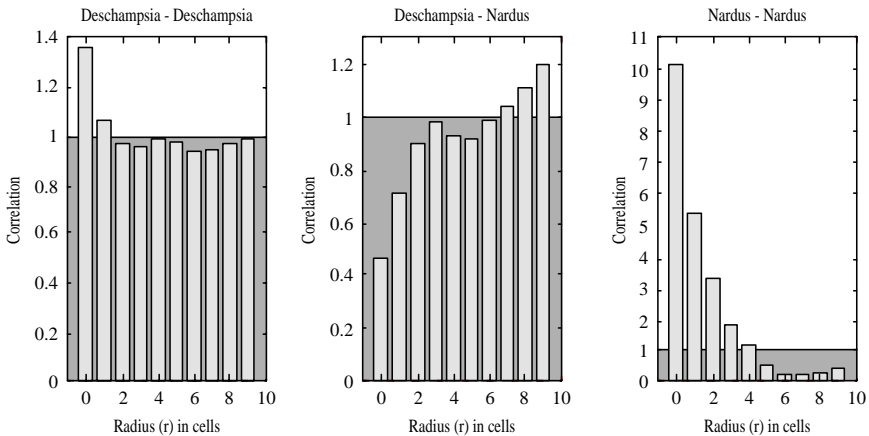 Deschampsia - Deschampsia
Correlation
1.4
1.2
1
0.8
0.6
0.4
0.2
0
0 2 4 6 8 10
Radius (r) in cells
Deschampsia - Nardus
Correlation
1.2
1
0.8
0.6
0.4
0.2
0
0 2 4 6 8 10
Radius (r) in cells
Nardus - Nardus
Correlation
11
10
9
8
7
6
5
4
3
2
1
0
0 2 4 6 8 10
Radius (r) in cells